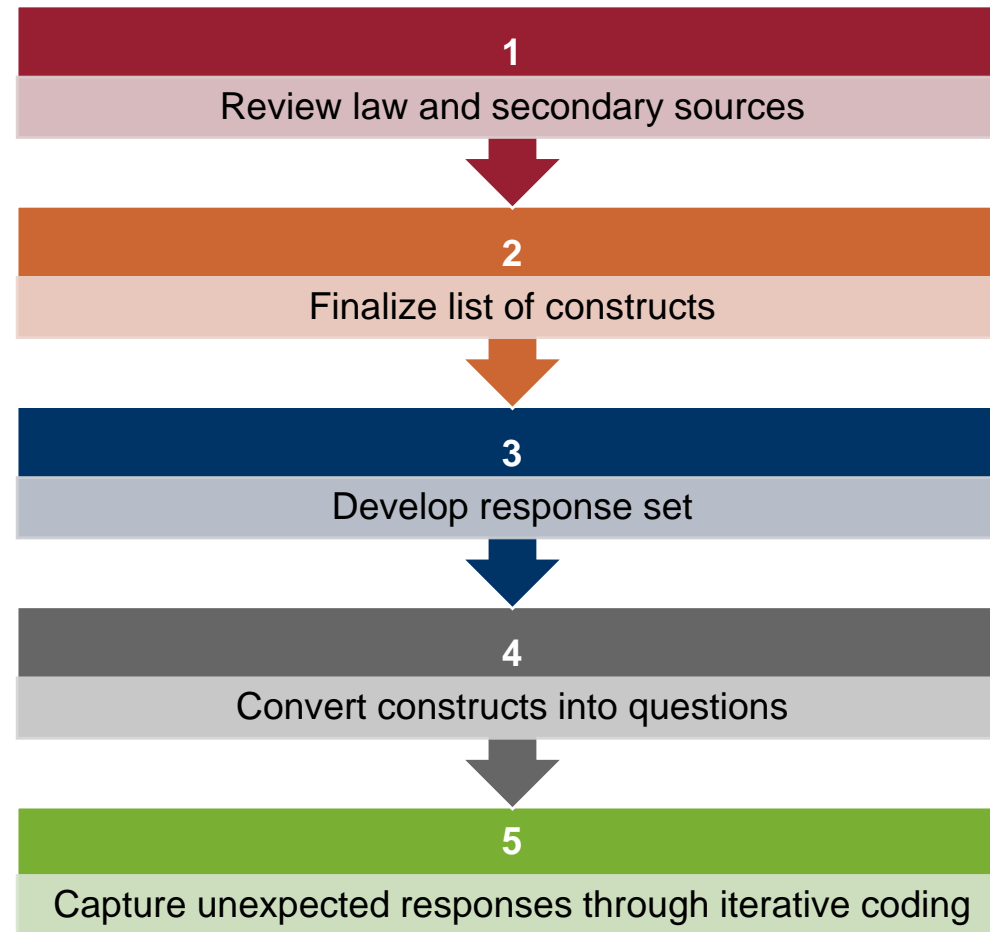 1
Review law and secondary sources
2
Finalize list of constructs
3
Develop response set
4
Convert constructs into questions
5
Capture unexpected responses through iterative coding